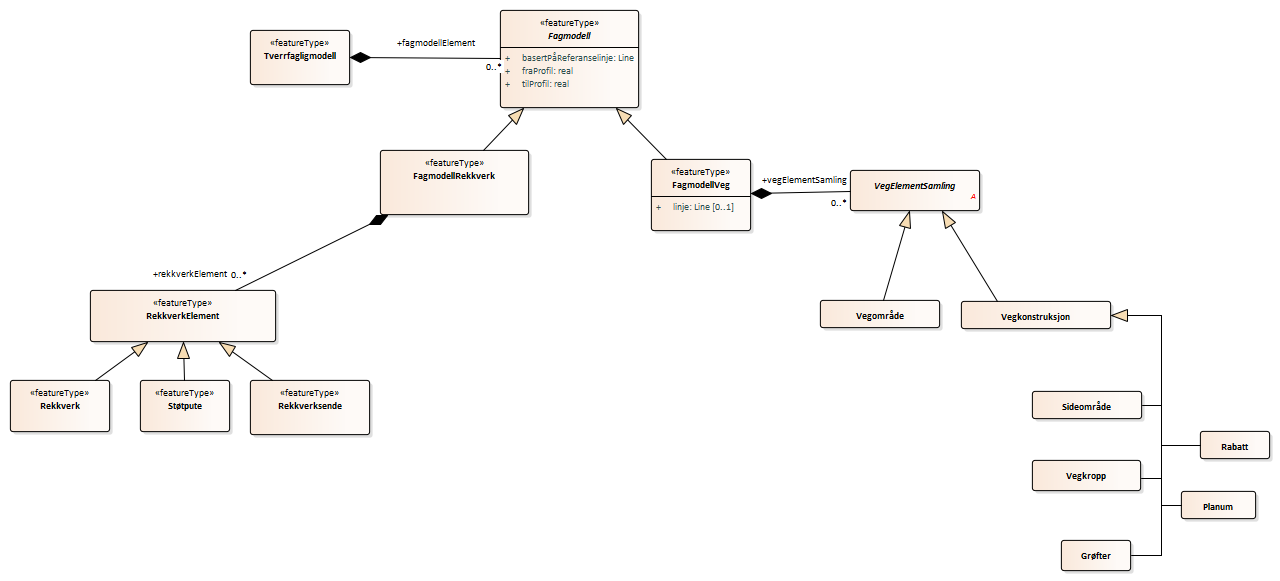 «featureType»
Fagmodell
+ basertPåReferanselinje: Line
+ fraProfil: real
+ tilProfil: real
«featureType»
Tverrfagligmodell
+fagmodellElement
0..*
«featureType»
FagmodellRekkverk
«featureType»
FagmodellVeg
+ linje: Line [0..1]
+vegElementSamling
0..*
VegElementSamling
A
+rekkverkElement 0..*
«featureType»
RekkverkElement
Vegområde
Vegkonstruksjon
«featureType»
Rekkverk
«featureType»
Støtpute
«featureType»
Rekkverksende
Sideområde
Rabatt
Vegkropp
Planum
Grøfter